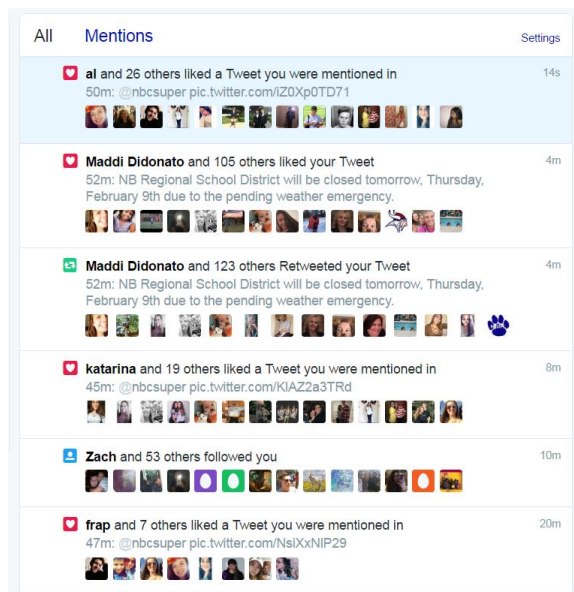 All Mentions Settings
al and 26 others liked a Tweet you were mentioned in 14s
50m: @nbcsuper pic.twitter.com/iZ0Xp0TD71
Maddi Didonato and 105 others liked your Tweet 4m
52m: NB Regional School District will be closed tomorrow, Thursday,
February 9th due to the pending weather emergency.
Maddi Didonato and 123 others Retweeted your Tweet 4m
52m: NB Regional School District will be closed tomorrow, Thursday,
February 9th due to the pending weather emergency.
katarina and 19 others liked a Tweet you were mentioned in 8m
45m: @nbcsuper pic.twitter.com/KlAZ2a3TRd
Zach and 53 others followed you 10m
frap and 7 others liked a Tweet you were mentioned in 20m
47m: @nbcsuper pic.twitter.com/NsiXxNlP29